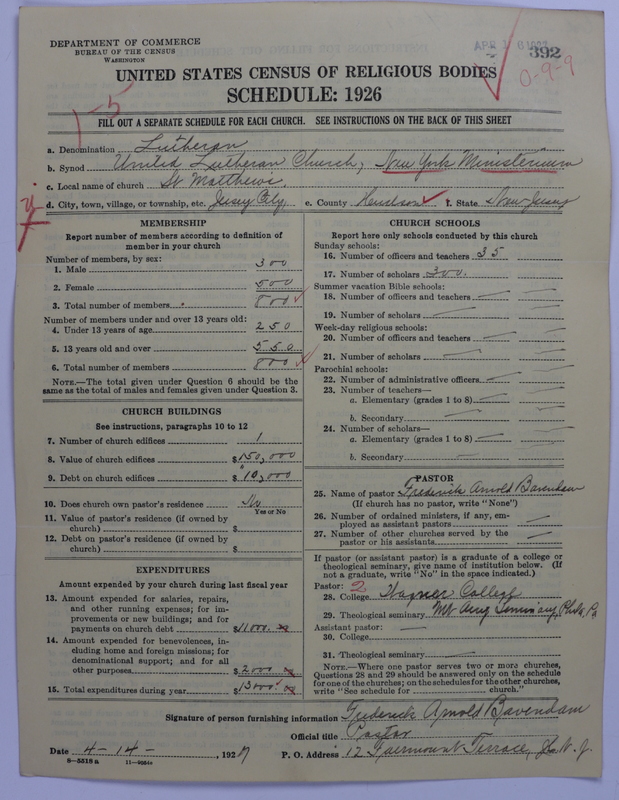 DEPARTMENT OF COMMERCE
BUREAU OF THE CENSUS
WASHINGTON
392
0-9-9
UNITED STATES CENSUS OF RELIGIOUS BODIES
SCHEDULE: 1926
1-5
FILL OUT A SEPARATE SCHEDULE FOR EACH CHURCH. SEE INSTRUCTIONS ON THE BACK OF THIS SHEET
a. Denomination Lutheran
b. Synod United Lutheran Church, New York Ministerium
c. Local name of church St Matthews.
d. City, town, village, or township, etc. Jersey City, e. County Hudson f. State New Jersey
MEMBERSHIP
Report number of members according to definition of
member in your church
Number of members, by sex:
1. Male 300
2. Female 500
3. Total number of members 800
Number of members under and over 13 years old:
4. Under 13 years of age 250
5. 13 years old and over 550
6. Total number of members 800
NOTE.—The total given under Question 6 should be the
same as the total of males and females given under Question 3.
CHURCH BUILDINGS
See instructions, paragraphs 10 to 12
7. Number of church edifices 1
8. Value of church edifices $150,000
9. Debt on church edifices $10,000
10. Does church own pastor's residence No
Yes or No
11. Value of pastor's residence (if owned by
church) $
12. Debt on pastor's residence (if owned by
church) $
EXPENDITURES
Amount expended by your church during last fiscal year
13. Amount expended for salaries, repairs,
and other running expenses; for im-
provements or new buildings; and for
payments on church debt $11000.
14. Amount expended for benevolences, in-
cluding home and foreign missions; for
denominational support; and for all
other purposes $2000
15. Total expenditures during year $13000
CHURCH SCHOOLS
Report here only schools conducted by this church
Sunday schools:
16. Number of officers and teachers 35
17. Number of scholars 300.
Summer vacation Bible schools:
18. Number of officers and teachers
19. Number of scholars
Week-day religious schools:
20. Number of officers and teachers
21. Number of scholars
Parochial schools:
22. Number of administrative officers
23. Number of teachers—
a. Elementary (grades 1 to 8)
b. Secondary
24. Number of scholars—
a. Elementary (grades 1 to 8)
b. Secondary
PASTOR
25. Name of pastor Frederick Arnold Bavendam
(If church has no pastor, write "None")
26. Number of ordained ministers, if any, em-
ployed as assistant pastors
27. Number of other churches served by the
pastor or his assistants
If pastor (or assistant pastor) is a graduate of a college or
theological seminary, give name of institution below. (If
not a graduate, write "No" in the space indicated.)
Pastor: 2
28. College Wagner College
29. Theological seminary Mt Airy Seminary, Phila, Pa
Assistant pastor:
30. College
31. Theological seminary
NOTE.—Where one pastor serves two or more churches,
Questions 28 and 29 should be answered only on the schedule
for one of the churches; on the schedules for the other churches,
write "See schedule for church."
Signature of person furnishing information Frederick Arnold Bavendam
Official title Pastor
Date 4-14-, 1927 P. O. Address 12 Fairmount Terrace, J.C. N.J.
8-5518 a 11-9264